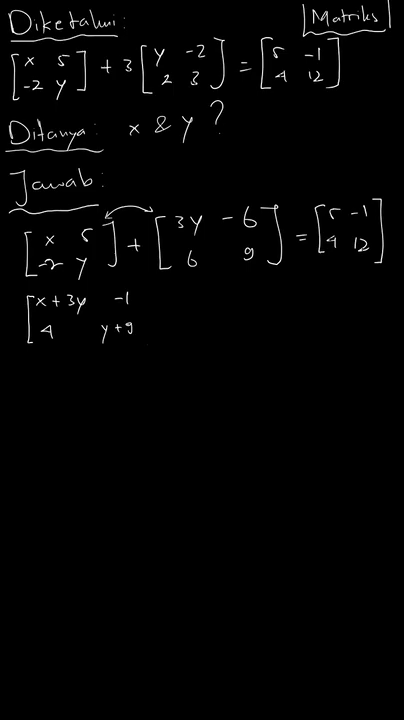 Diketahui: Matriks
[x 5; -2 y] + 3 [y -2; 2 3] = [5 -1; 4 12]
Ditanya: x & y ?
Jawab:
[x 5; -2 y] + [3y -6; 6 9] = [5 -1; 4 12]
[x + 3y -1
4 y + 9